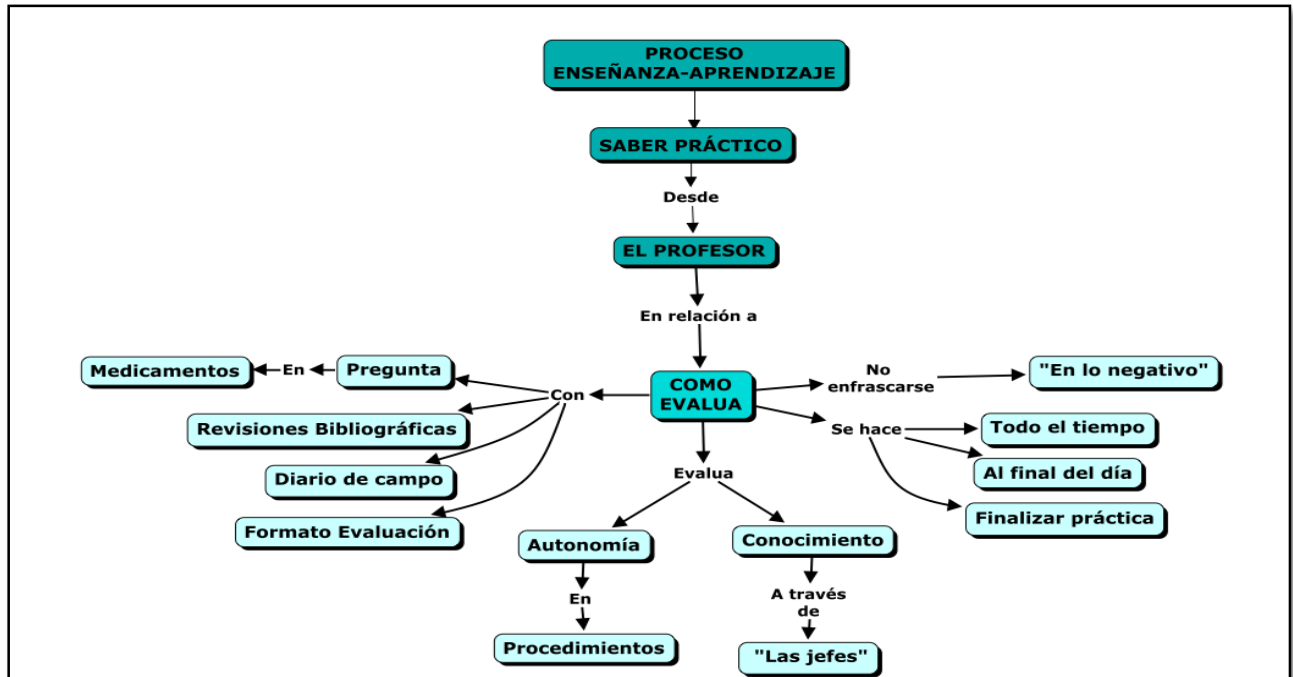 PROCESO
ENSEÑANZA-APRENDIZAJE
SABER PRÁCTICO
Desde
EL PROFESOR
En relación a
Medicamentos
En
Pregunta
Con
Revisiones Bibliográficas
Diario de campo
Formato Evaluación
COMO
EVALUA
No
enfrascarse
"En lo negativo"
Se hace
Todo el tiempo
Al final del día
Finalizar práctica
Evalua
Autonomía
En
Procedimientos
Conocimiento
A través
de
"Las jefes"